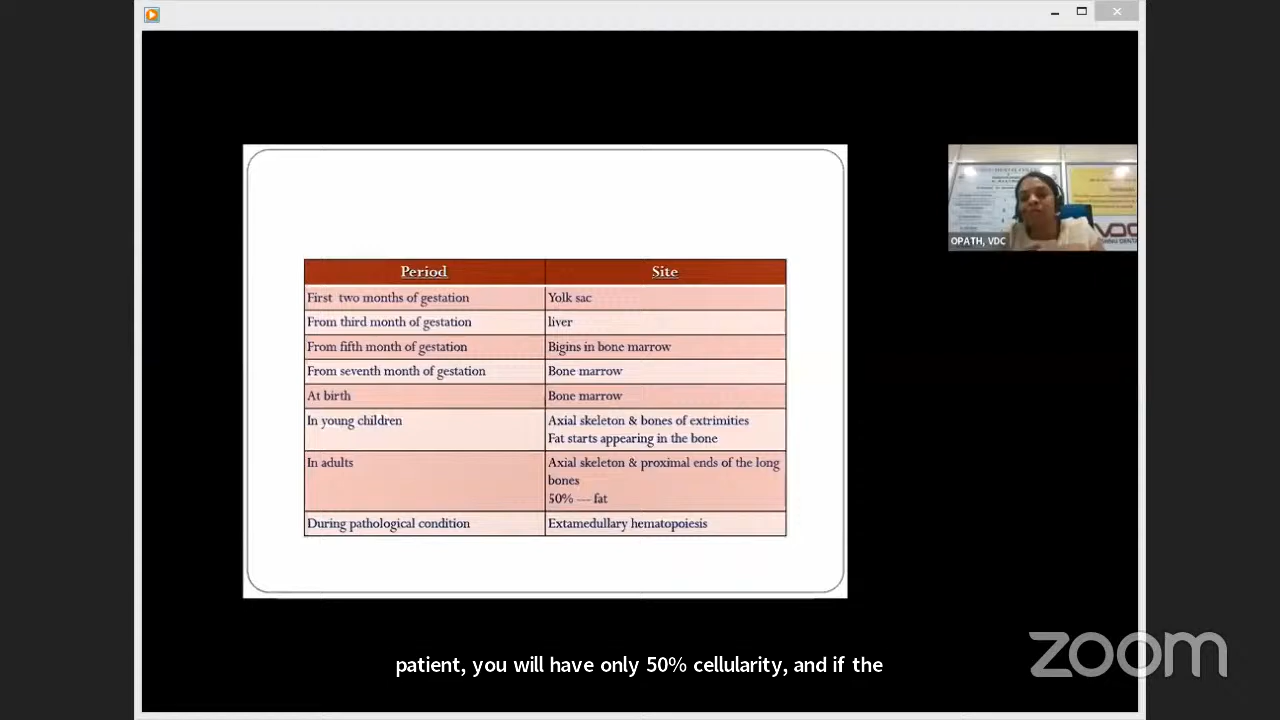 Period Site
First two months of gestation Yolk sac
From third month of gestation liver
From fifth month of gestation Bigins in bone marrow
From seventh month of gestation Bone marrow
At birth Bone marrow
In young children Axial skeleton & bones of extrimities
Fat starts appearing in the bone
In adults Axial skeleton & proximal ends of the long
bones
50% — fat
During pathological condition Extamedullary hematopoiesis
OPATH, VDC
patient, you will have only 50% cellularity, and if the
zoom